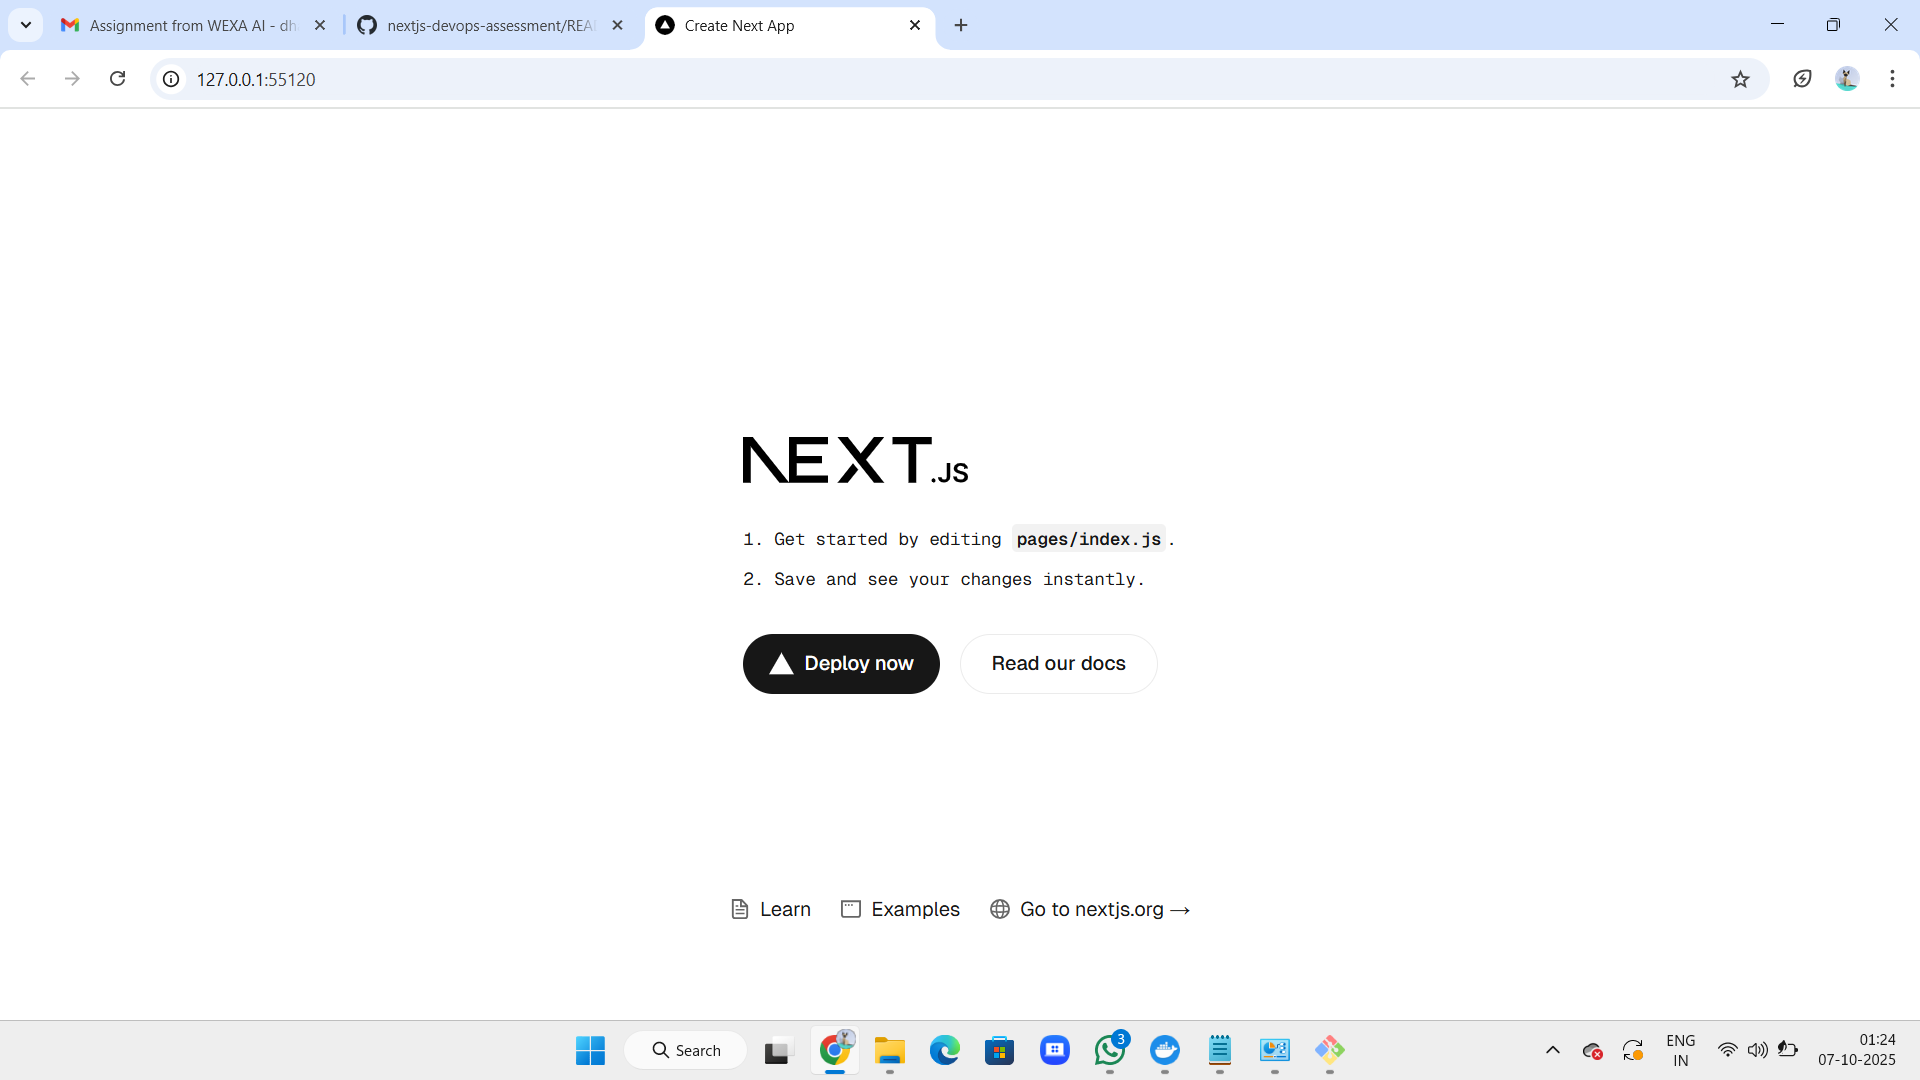 Assignment from WEXA AI - dh
nextjs-devops-assessment/REA
Create Next App
127.0.0.1:55120
NEXT.JS
1. Get started by editing pages/index.js.
2. Save and see your changes instantly.
Deploy now
Read our docs
Learn
Examples
Go to nextjs.org →
Search
3
ENG
IN
01:24
07-10-2025